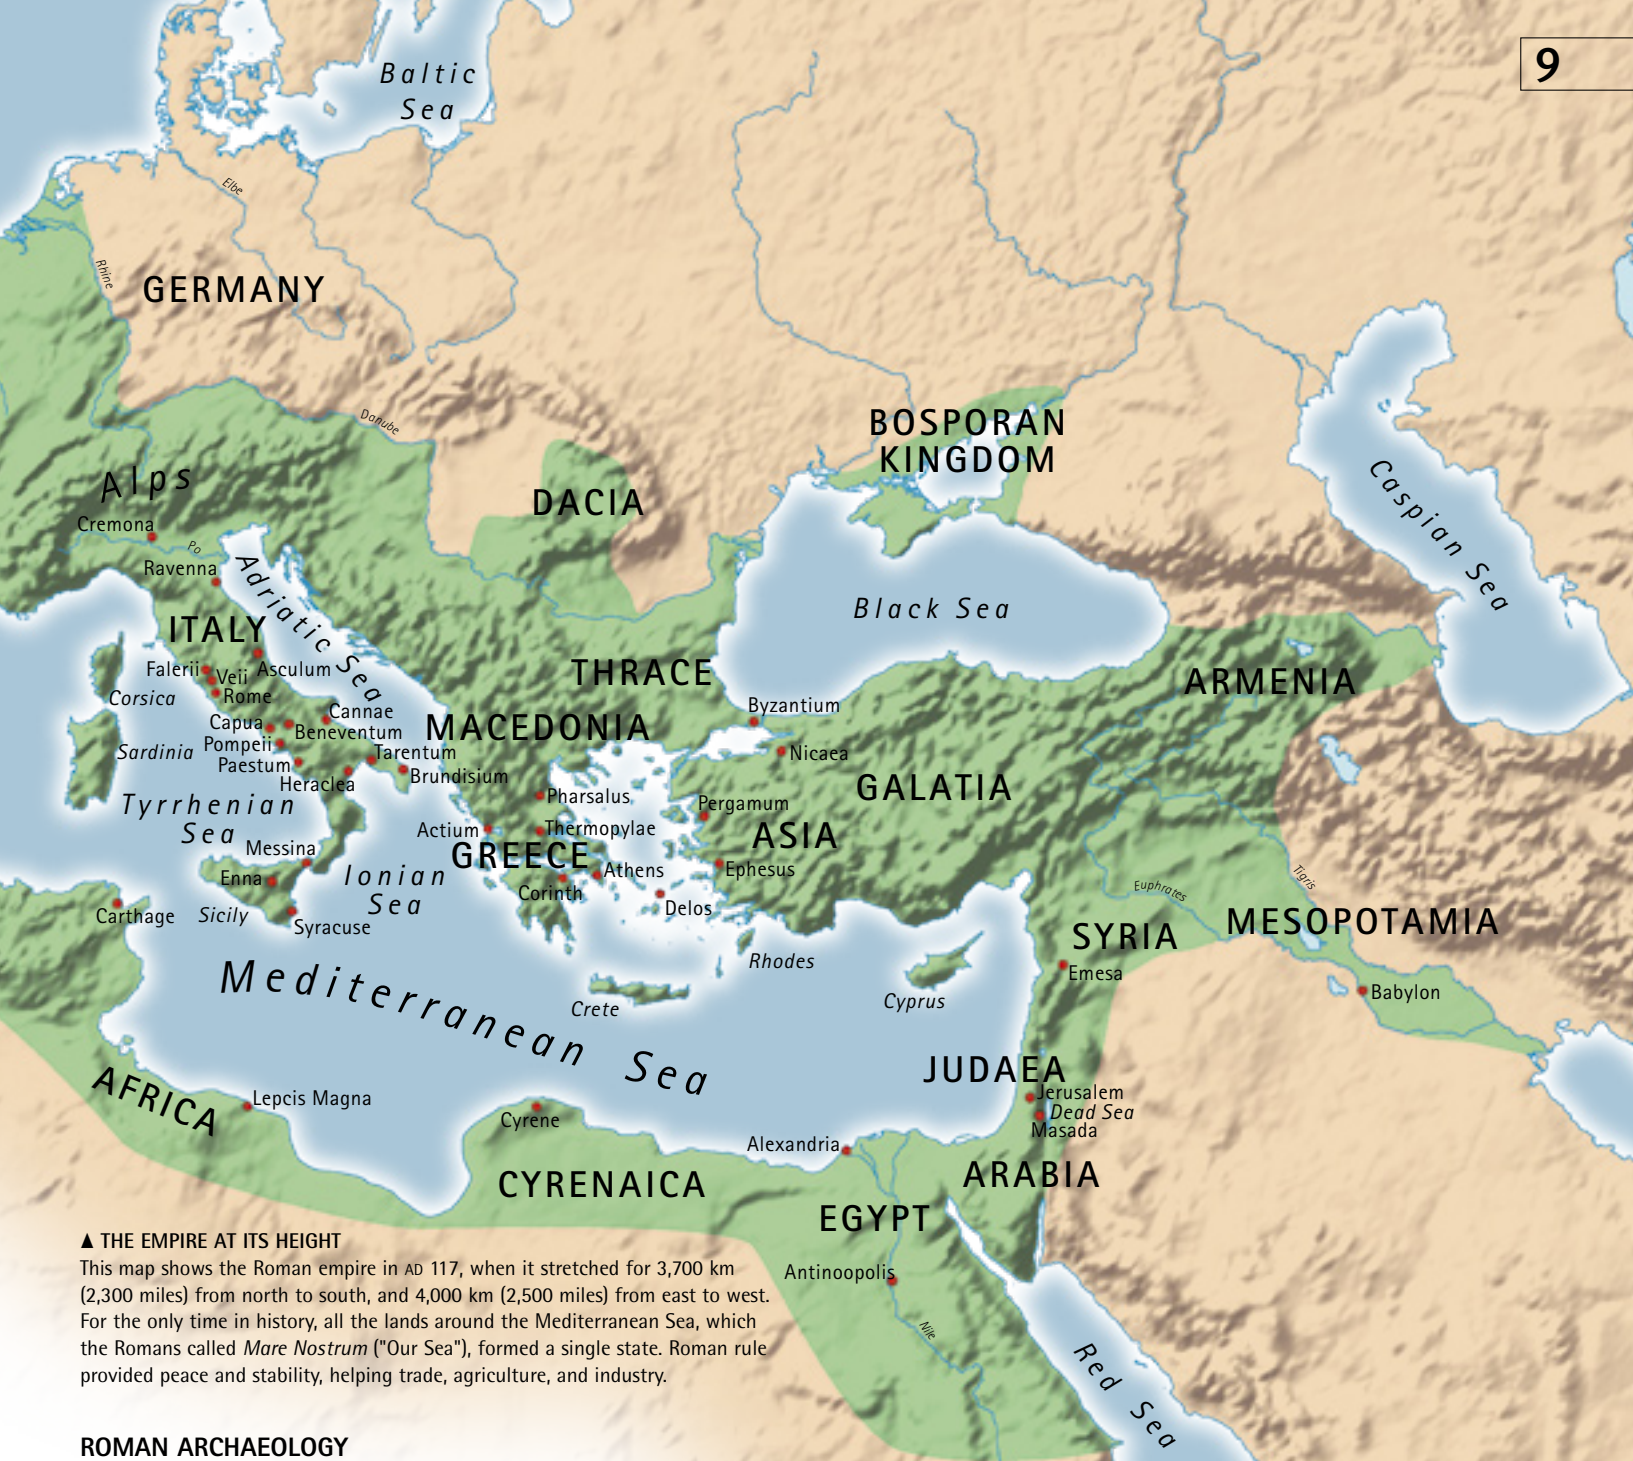 9
Baltic
Sea
Elbe
Rhine
GERMANY
Danube
BOSPORAN
KINGDOM
DACIA
Caspian Sea
Alps
Cremona
Po
Ravenna
Adriatic Sea
Black Sea
ITALY
Falerii
Veii
Asculum
Rome
Corsica
THRACE
ARMENIA
Cannae
Capua
Beneventum
MACEDONIA
Byzantium
Pompeii
Sardinia
Tarentum
Nicaea
Paestum
Brundisium
Heraclea
GALATIA
Tyrrhenian
Sea
Pharsalus
Pergamum
Actium
Thermopylae
ASIA
Messina
GREECE
Ephesus
Enna
Ionian
Sea
Athens
Corinth
Tigris
Euphrates
Carthage
Sicily
Syracuse
Delos
MESOPOTAMIA
SYRIA
Rhodes
Emesa
Mediterranean Sea
Crete
Cyprus
Babylon
JUDAEA
Jerusalem
Dead Sea
Masada
AFRICA
Lepcis Magna
Cyrene
Alexandria
CYRENAICA
ARABIA
EGYPT
Antinoopolis
Nile
Red Sea
▲ THE EMPIRE AT ITS HEIGHT
This map shows the Roman empire in AD 117, when it stretched for 3,700 km
(2,300 miles) from north to south, and 4,000 km (2,500 miles) from east to west.
For the only time in history, all the lands around the Mediterranean Sea, which
the Romans called Mare Nostrum ("Our Sea"), formed a single state. Roman rule
provided peace and stability, helping trade, agriculture, and industry.
ROMAN ARCHAEOLOGY